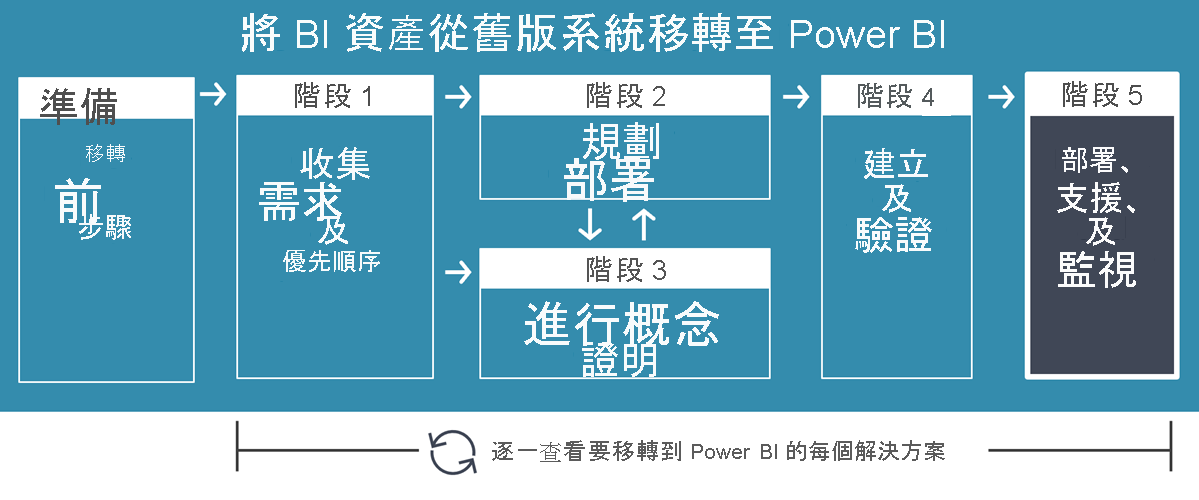 將 BI 資產從舊版系統移轉至 Power BI
準備
移轉
前
步驟
階段 1
收集
需求
及
優先順序
階段 2
規劃
部署
階段 3
進行概念
證明
階段 4
建立
及
驗證
階段 5
部署、
支援、
及
監視
逐一查看要移轉到 Power BI 的每個解決方案